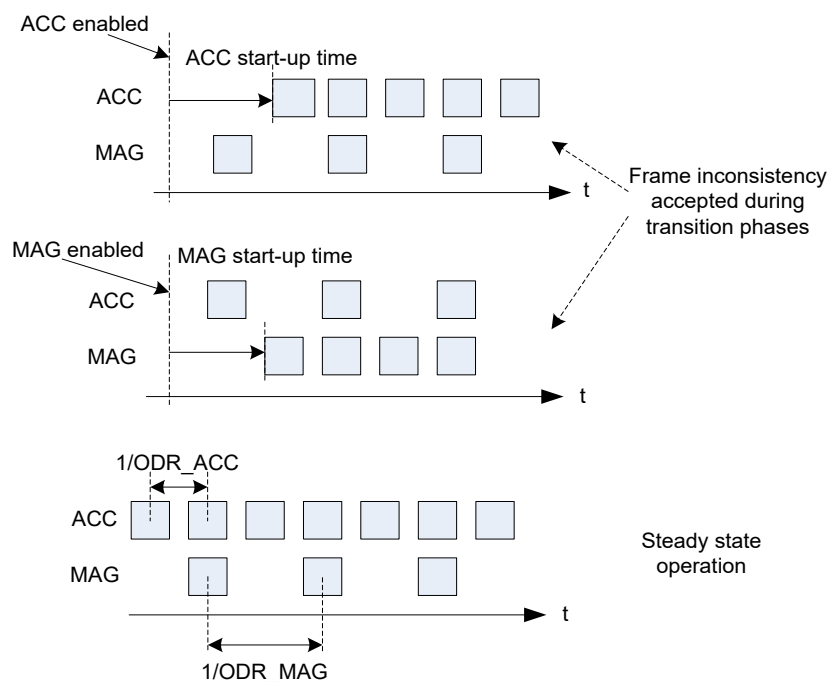 ACC enabled
ACC start-up time
ACC
MAG
t
Frame inconsistency
accepted during
transition phases
MAG enabled
MAG start-up time
ACC
MAG
t
1/ODR_ACC
ACC
MAG
t
1/ODR_MAG
Steady state
operation